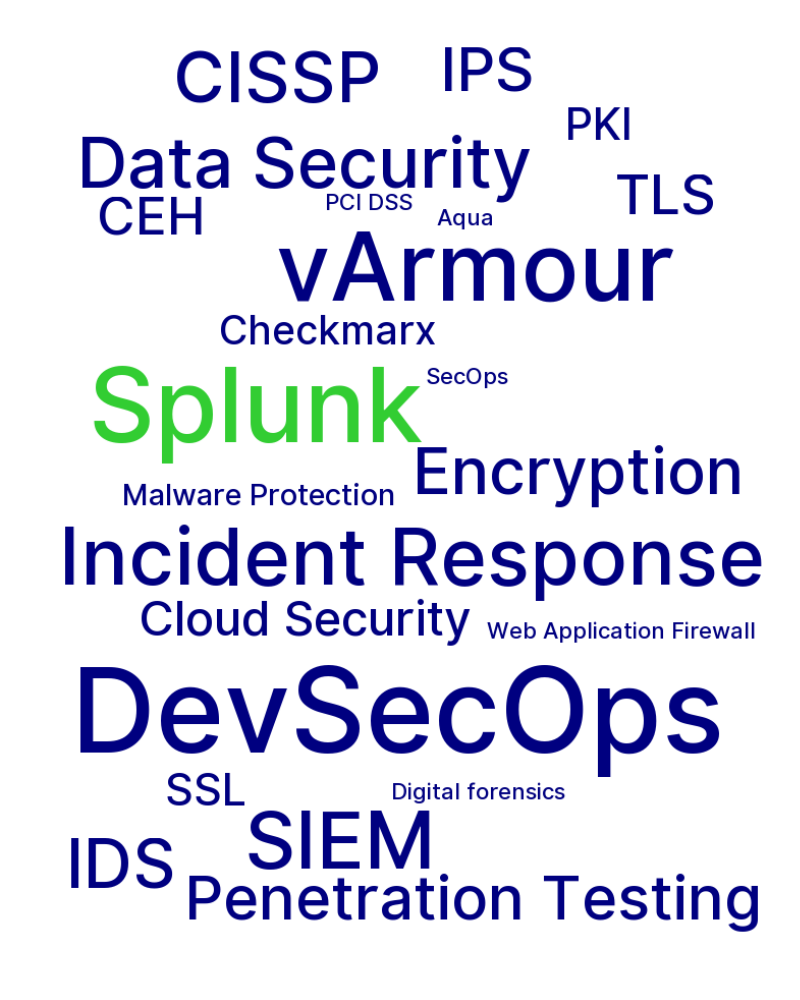 CISSP
IPS
PKI
Data Security
TLS
CEH
PCI DSS
Aqua
vArmour
Checkmarx
Splunk
SecOps
Encryption
Malware Protection
Incident Response
Cloud Security
Web Application Firewall
DevSecOps
SSL
Digital forensics
SIEM
IDS
Penetration Testing